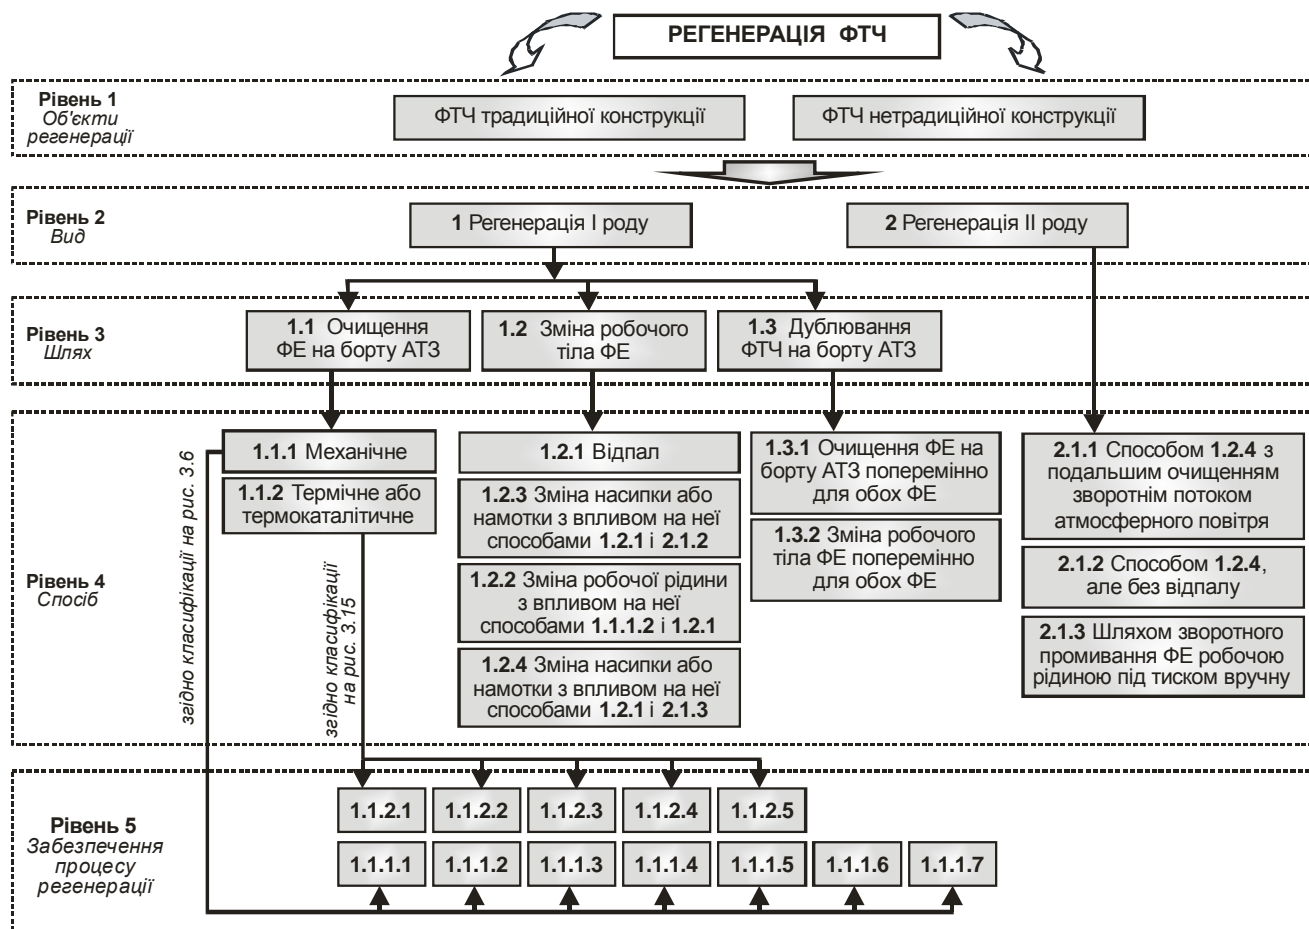 РЕГЕНЕРАЦІЯ ФТЧ
Рівень 1
Об'єкти
регенерації
ФТЧ традиційної конструкції
ФТЧ нетрадиційної конструкції
Рівень 2
Вид
1 Регенерація I роду
2 Регенерація II роду
Рівень 3
Шлях
1.1 Очищення
ФЕ на борту АТЗ
1.2 Зміна робочого
тіла ФЕ
1.3 Дублювання
ФТЧ на борту АТЗ
Рівень 4
Спосіб
згідно класифікації на рис. 3.6
1.1.1 Механічне
1.1.2 Термічне або
термокаталітичне
згідно класифікації
на рис. 3.15
1.2.1 Відпал
1.2.3 Зміна насипки або
намотки з впливом на неї
способами 1.2.1 і 2.1.2
1.2.2 Зміна робочої рідини
з впливом на неї
способами 1.1.1.2 і 1.2.1
1.2.4 Зміна насипки або
намотки з впливом на неї
способами 1.2.1 і 2.1.3
1.3.1 Очищення ФЕ на
борту АТЗ поперемінно
для обох ФЕ
1.3.2 Зміна робочого
тіла ФЕ поперемінно
для обох ФЕ
2.1.1 Способом 1.2.4 з
подальшим очищенням
зворотнім потоком
атмосферного повітря
2.1.2 Способом 1.2.4,
але без відпалу
2.1.3 Шляхом зворотного
промивання ФЕ робочою
рідиною під тиском вручну
Рівень 5
Забезпечення
процесу
регенерації
1.1.2.1 1.1.2.2 1.1.2.3 1.1.2.4 1.1.2.5
1.1.1.1 1.1.1.2 1.1.1.3 1.1.1.4 1.1.1.5 1.1.1.6 1.1.1.7